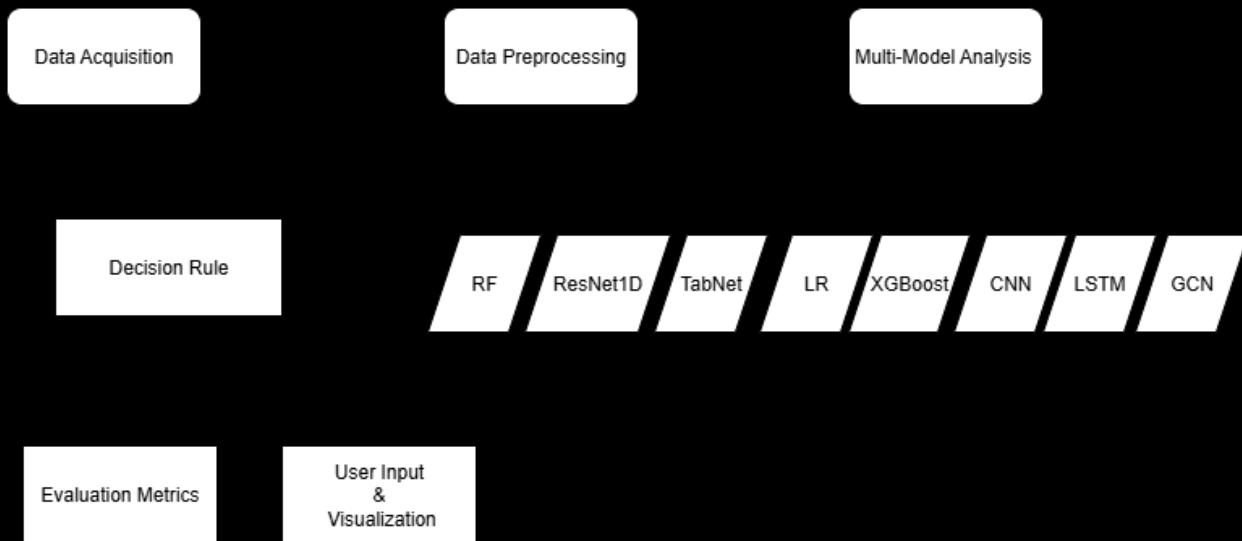 Data Acquisition
Data Preprocessing
Multi-Model Analysis
Decision Rule
RF
ResNet1D
TabNet
LR
XGBoost
CNN
LSTM
GCN
Evaluation Metrics
User Input
&
Visualization